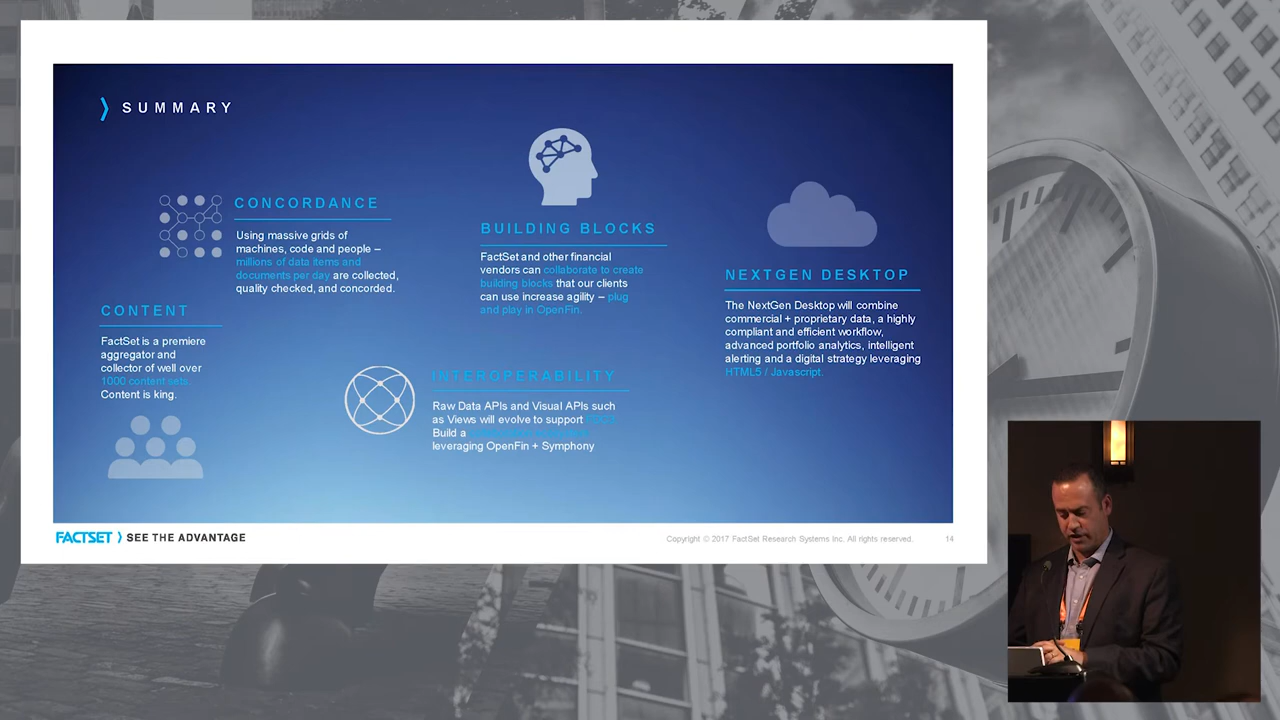 SUMMARY
CONCORDANCE
Using massive grids of
machines, code and people –
millions of data items and
documents per day are collected,
quality checked, and concorded.
CONTENT
FactSet is a premiere
aggregator and
collector of well over
1000 content sets.
Content is king.
BUILDING BLOCKS
FactSet and other financial
vendors can collaborate to create
building blocks that our clients
can use increase agility – plug
and play in OpenFin.
INTEROPERABILITY
Raw Data APIs and Visual APIs such
as Views will evolve to support
Build a
leveraging OpenFin + Symphony
NEXTGEN DESKTOP
The NextGen Desktop will combine
commercial + proprietary data, a highly
compliant and efficient workflow,
advanced portfolio analytics, intelligent
alerting and a digital strategy leveraging
HTML5 / Javascript.
FACTSET ⟩ SEE THE ADVANTAGE
Copyright © 2017 FactSet Research Systems Inc. All rights reserved.
14